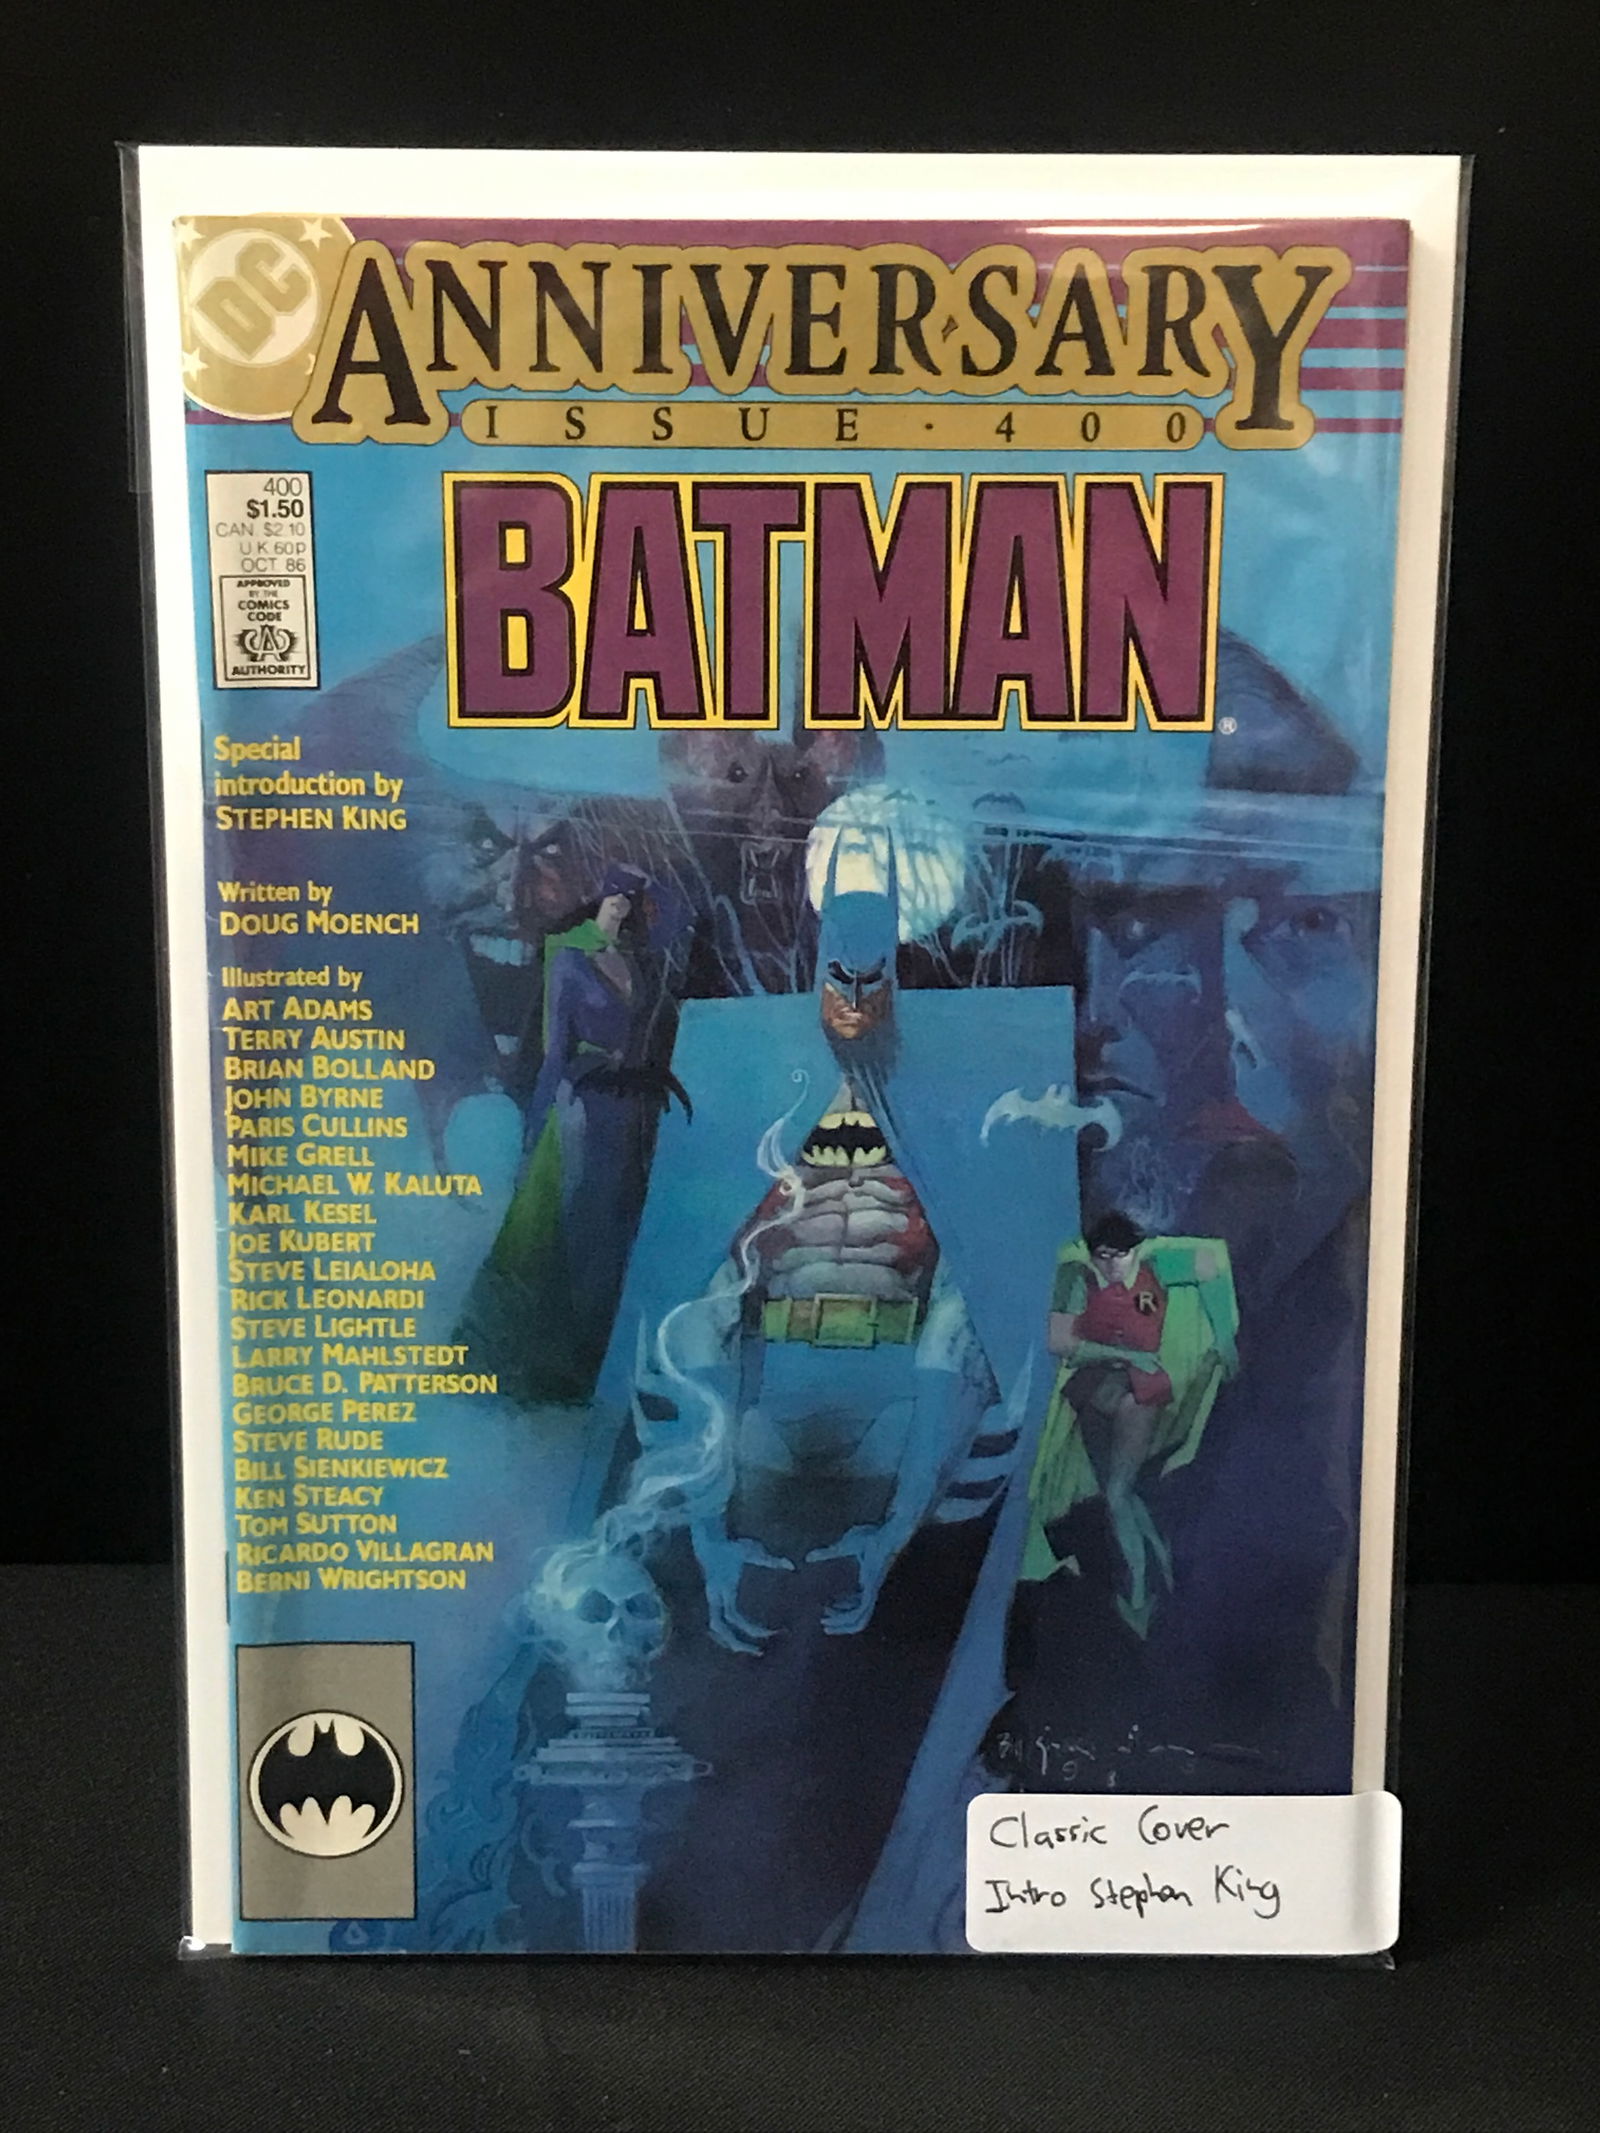 DC
ANNIVERSARY
ISSUE · 400
400
$1.50
CAN. $2.10
U K 60p
OCT 86
APPROVED
BY THE
COMICS
CODE
AUTHORITY
BATMAN®
Special
introduction by
STEPHEN KING
Written by
DOUG MOENCH
Illustrated by
ART ADAMS
TERRY AUSTIN
BRIAN BOLLAND
JOHN BYRNE
PARIS CULLINS
MIKE GRELL
MICHAEL W. KALUTA
KARL KESEL
JOE KUBERT
STEVE LEIALOHA
RICK LEONARDI
STEVE LIGHTLE
LARRY MAHLSTEDT
BRUCE D. PATTERSON
GEORGE PEREZ
STEVE RUDE
BILL SIENKIEWICZ
KEN STEACY
TOM SUTTON
RICARDO VILLAGRAN
BERNI WRIGHTSON
R
Classic Cover
Intro Stephen King